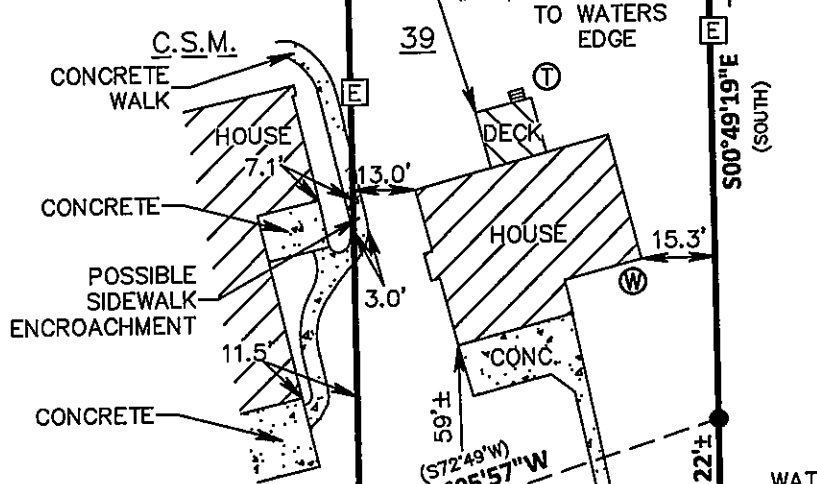 TO WATERS
EDGE
C.S.M.
39
E
E
CONCRETE
WALK
T
S00°49'19"E
(SOUTH)
HOUSE
DECK
7.1'
13.0'
CONCRETE
HOUSE
15.3'
W
POSSIBLE
SIDEWALK
ENCROACHMENT
3.0'
11.5'
CONC.
CONCRETE
59'±
(S72°49'W)
05'57"W
22'±
WAT